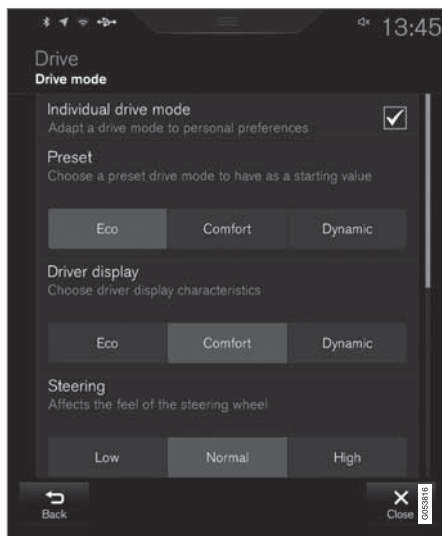 13:45
Drive
Drive mode
Individual drive mode
Adapt a drive mode to personal preferences
Preset
Choose a preset drive mode to have as a starting value
Eco Comfort Dynamic
Driver display
Choose driver display characteristics
Eco Comfort Dynamic
Steering
Affects the feel of the steering wheel
Low Normal High
Back Close
G053816